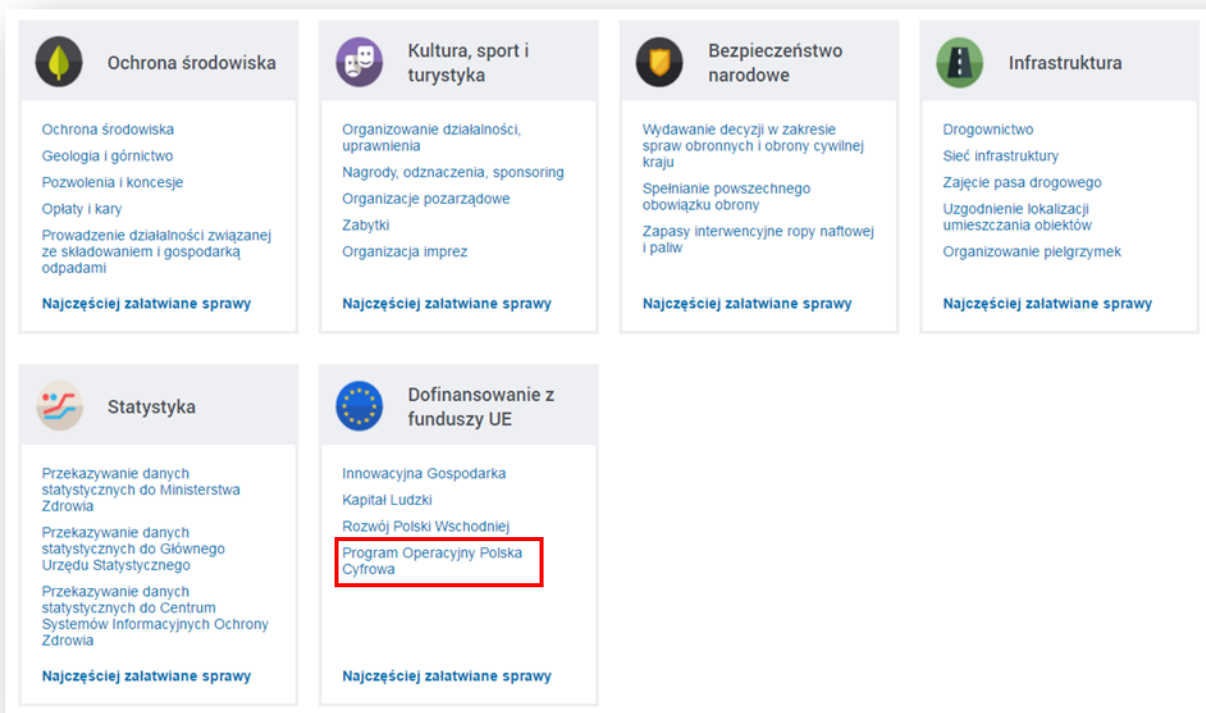 Ochrona środowiska
Ochrona środowiska
Geologia i górnictwo
Pozwolenia i koncesje
Opłaty i kary
Prowadzenie działalności związanej
ze składowaniem i gospodarką
odpadami
Najczęściej załatwiane sprawy
Kultura, sport i
turystyka
Organizowanie działalności,
uprawnienia
Nagrody, odznaczenia, sponsoring
Organizacje pozarządowe
Zabytki
Organizacja imprez
Najczęściej załatwiane sprawy
Bezpieczeństwo
narodowe
Wydawanie decyzji w zakresie
spraw obronnych i obrony cywilnej
kraju
Spełnianie powszechnego
obowiązku obrony
Zapasy interwencyjne ropy naftowej
i paliw
Najczęściej załatwiane sprawy
Infrastruktura
Drogownictwo
Sieć infrastruktury
Zajęcie pasa drogowego
Uzgodnienie lokalizacji
umieszczania obiektów
Organizowanie pielgrzymek
Najczęściej załatwiane sprawy
Statystyka
Przekazywanie danych
statystycznych do Ministerstwa
Zdrowia
Przekazywanie danych
statystycznych do Głównego
Urzędu Statystycznego
Przekazywanie danych
statystycznych do Centrum
Systemów Informacyjnych Ochrony
Zdrowia
Najczęściej załatwiane sprawy
Dofinansowanie z
funduszy UE
Innowacyjna Gospodarka
Kapitał Ludzki
Rozwój Polski Wschodniej
Program Operacyjny Polska
Cyfrowa
Najczęściej załatwiane sprawy